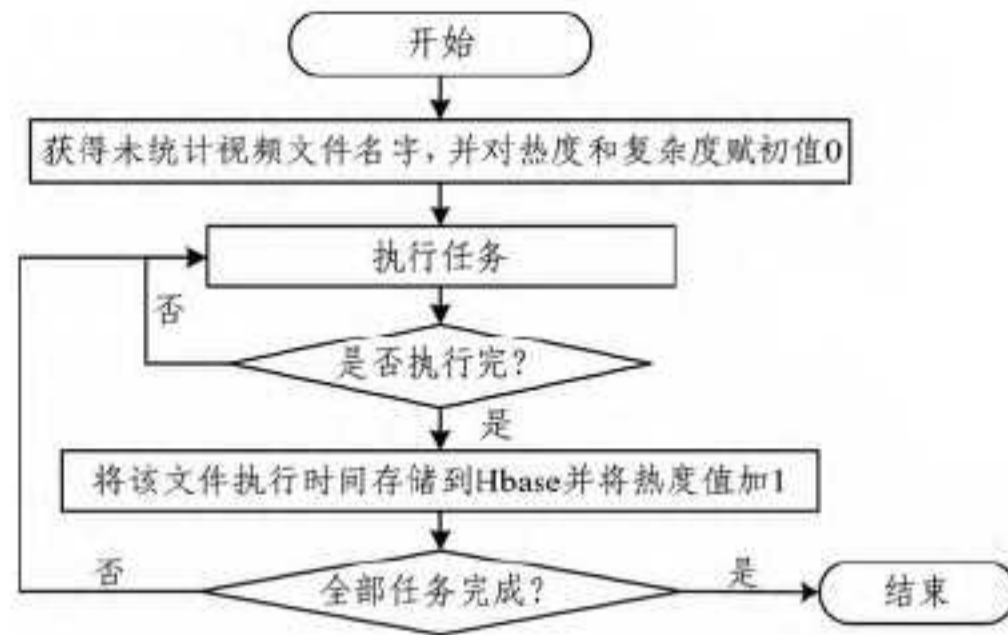 开始
获得未统计视频文件名字,并对热度和复杂度赋初值0
执行任务
否
是否执行完?
是
将该文件执行时间存储到Hbase并将热度值加1
否
全部任务完成?
是
结束